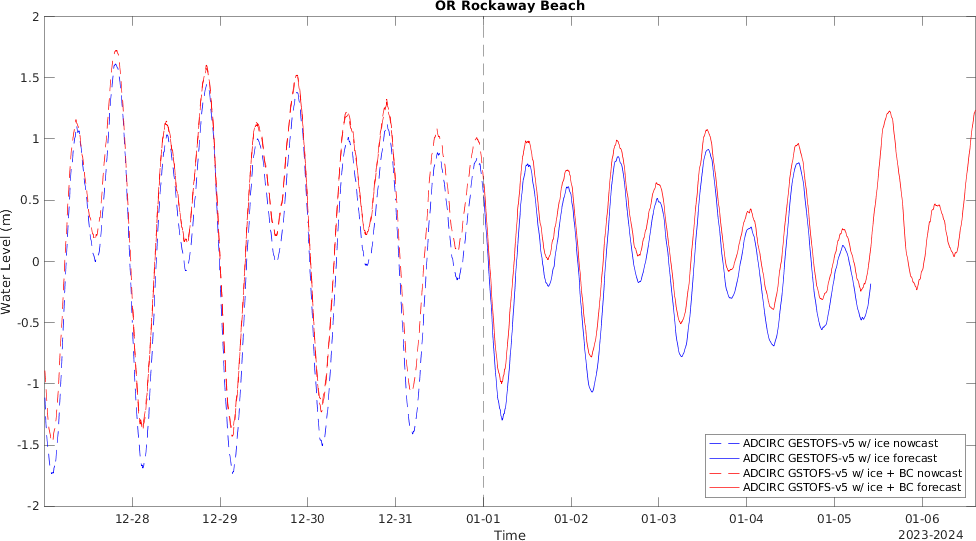 OR Rockaway Beach
2
1.5
1
0.5
0
-0.5
-1
-1.5
-2
Water Level (m)
12-28 12-29 12-30 12-31 01-01 01-02 01-03 01-04 01-05 01-06
Time
2023-2024
ADCIRC GESTOFS-v5 w/ ice nowcast
ADCIRC GESTOFS-v5 w/ ice forecast
ADCIRC GSTOFS-v5 w/ ice + BC nowcast
ADCIRC GSTOFS-v5 w/ ice + BC forecast